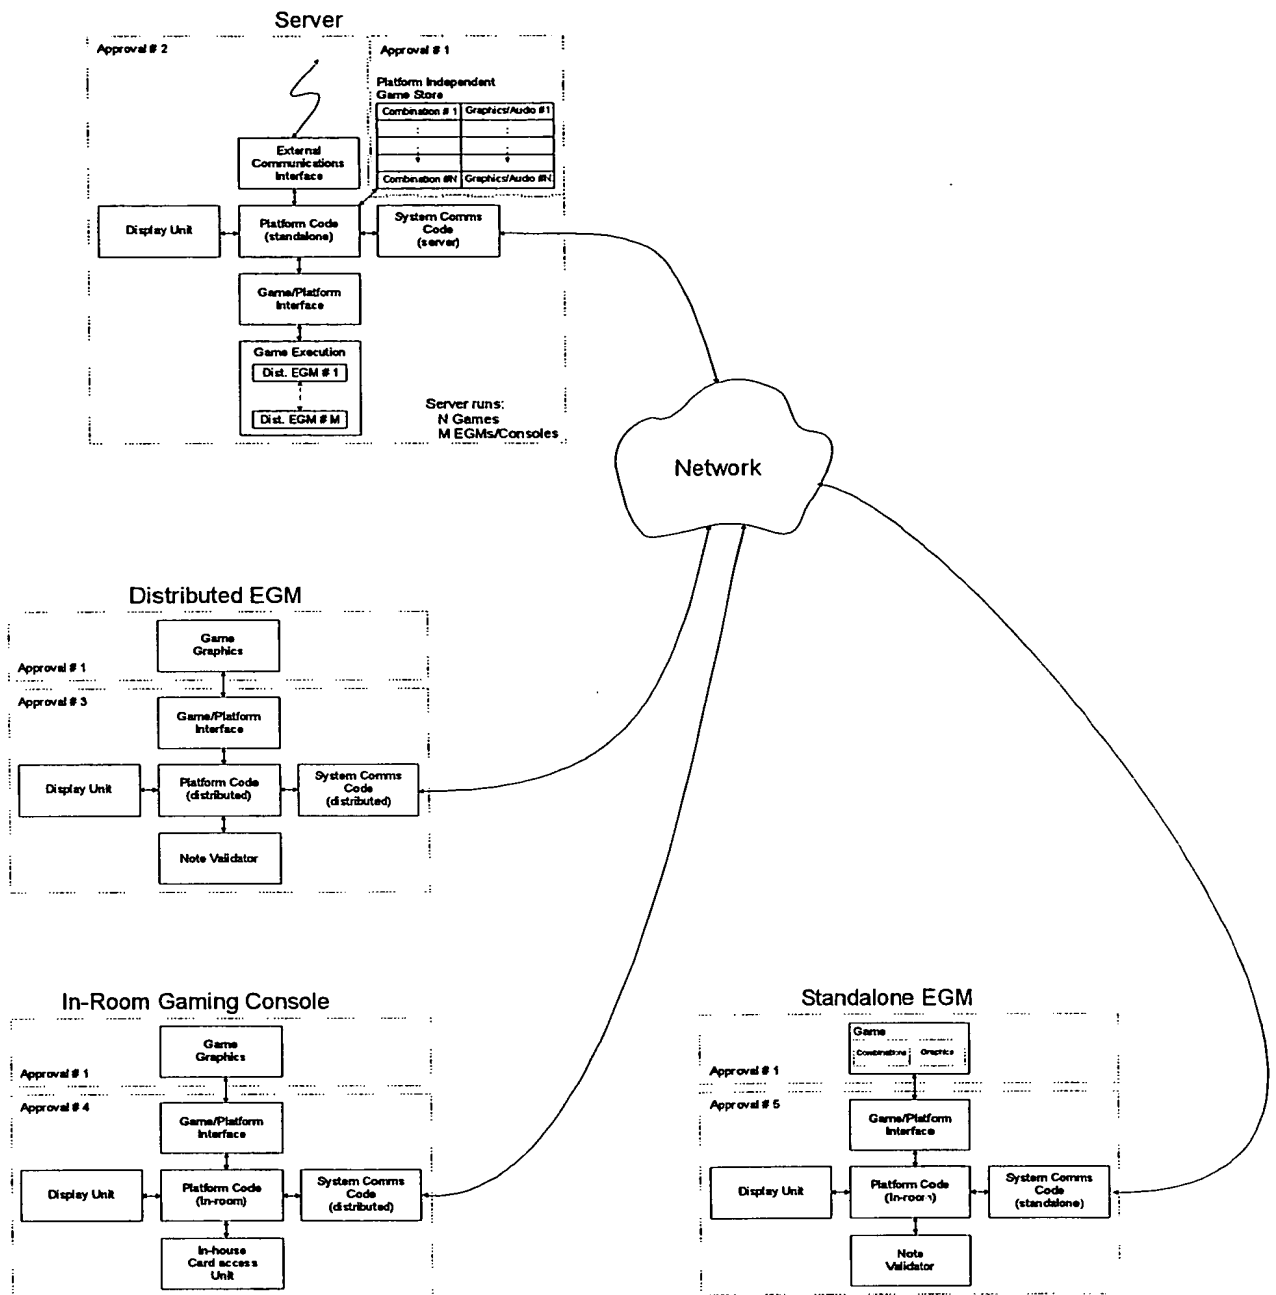 Server
Approval # 2
Approval # 1
Platform Independent
Game Store
Combination # 1
Graphics/Audio #1
Combination #N
Graphics/Audio #N
External
Communications
Interface
Display Unit
Platform Code
(standalone)
System Comms
Code
(server)
Game/Platform
Interface
Game Execution
Dist. EGM # 1
Dist. EGM # M
Server runs:
N Games
M EGMs/Consoles
Network
Distributed EGM
Game
Graphics
Approval # 1
Approval # 3
Game/Platform
Interface
Display Unit
Platform Code
(distributed)
System Comms
Code
(distributed)
Note Validator
In-Room Gaming Console
Game
Graphics
Approval # 1
Approval # 4
Game/Platform
Interface
Display Unit
Platform Code
(In-room)
System Comms
Code
(distributed)
In-house
Card access
Unit
Standalone EGM
Game
Combinations
Graphics
Approval # 1
Approval # 5
Game/Platform
Interface
Display Unit
Platform Code
(In-room)
System Comms
Code
(standalone)
Note
Validator